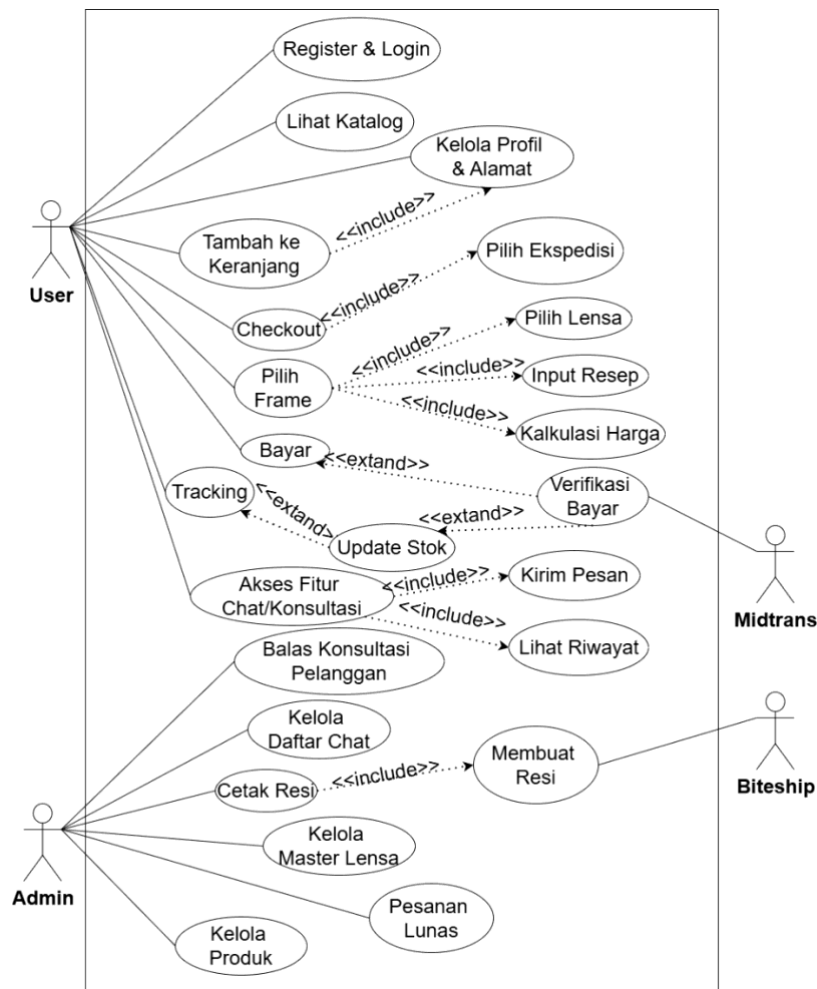 Register & Login
Lihat Katalog
Kelola Profil
& Alamat
<<include>>
Tambah ke
Keranjang
Pilih Ekspedisi
User
<<include>>
Checkout
Pilih Lensa
<<include>>
Pilih
Frame
<<include>>
Input Resep
<<include>>
Kalkulasi Harga
Bayar
<<extand>>
Tracking
<<extand>
Verifikasi
Bayar
<<extand>>
Update Stok
Akses Fitur
Chat/Konsultasi
<<include>>
Kirim Pesan
<<include>>
Lihat Riwayat
Midtrans
Balas Konsultasi
Pelanggan
Kelola
Daftar Chat
Cetak Resi
<<include>>
Membuat
Resi
Biteship
Kelola
Master Lensa
Admin
Pesanan
Lunas
Kelola
Produk